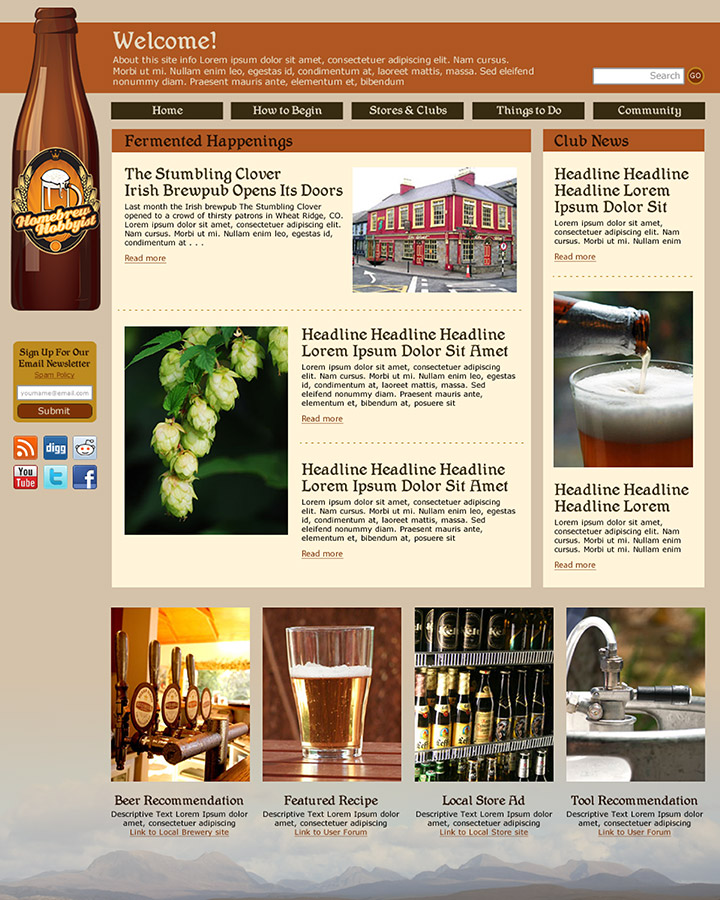 Welcome!
About this site info Lorem ipsum dolor sit amet, consectetuer adipiscing elit. Nam cursus.
Morbi ut mi. Nullam enim leo, egestas id, condimentum at, laoreet mattis, massa. Sed eleifend
nonummy diam. Praesent mauris ante, elementum et, bibendum
Search
GO
Homebrew
Hobbyist
Home
How to Begin
Stores & Clubs
Things to Do
Community
Fermented Happenings
The Stumbling Clover
Irish Brewpub Opens Its Doors
Last month the Irish brewpub The Stumbling Clover
opened to a crowd of thirsty patrons in Wheat Ridge, CO.
Lorem ipsum dolor sit amet, consectetuer adipiscing elit.
Nam cursus. Morbi ut mi. Nullam enim leo, egestas id,
condimentum at . . .
Read more
Headline Headline Headline
Lorem Ipsum Dolor Sit Amet
Lorem ipsum dolor sit amet, consectetuer adipiscing
elit. Nam cursus. Morbi ut mi. Nullam enim leo, egestas
id, condimentum at, laoreet mattis, massa. Sed
eleifend nonummy diam. Praesent mauris ante,
elementum et, bibendum at, posuere sit
Read more
Headline Headline Headline
Lorem Ipsum Dolor Sit Amet
Lorem ipsum dolor sit amet, consectetuer adipiscing
elit. Nam cursus. Morbi ut mi. Nullam enim leo, egestas
id, condimentum at, laoreet mattis, massa. Sed
eleifend nonummy diam. Praesent mauris ante,
elementum et, bibendum at, posuere sit
Read more
Club News
Headline Headline
Headline Lorem
Ipsum Dolor Sit
Lorem ipsum dolor sit amet,
consectetuer adipiscing elit. Nam
cursus. Morbi ut mi. Nullam enim
Read more
Headline Headline
Headline Lorem
Lorem ipsum dolor sit amet,
consectetuer adipiscing elit. Nam
cursus. Morbi ut mi. Nullam enim
cursus. Morbi ut mi. Nullam enim
Read more
Sign Up For Our
Email Newsletter
Spam Policy
yourname@email.com
Submit
digg
You
Tube
t
f
Beer Recommendation
Descriptive Text Lorem Ipsum Dolor
amet, consectetuer adipiscing
Link to Local Brewery site
Featured Recipe
Descriptive Text Lorem Ipsum Dolor
amet, consectetuer adipiscing
Link to User Forum
Local Store Ad
Descriptive Text Lorem Ipsum Dolor
amet, consectetuer adipiscing
Link to Local Store site
Tool Recommendation
Descriptive Text Lorem Ipsum Dolor
amet, consectetuer adipiscing
Link to User Forum